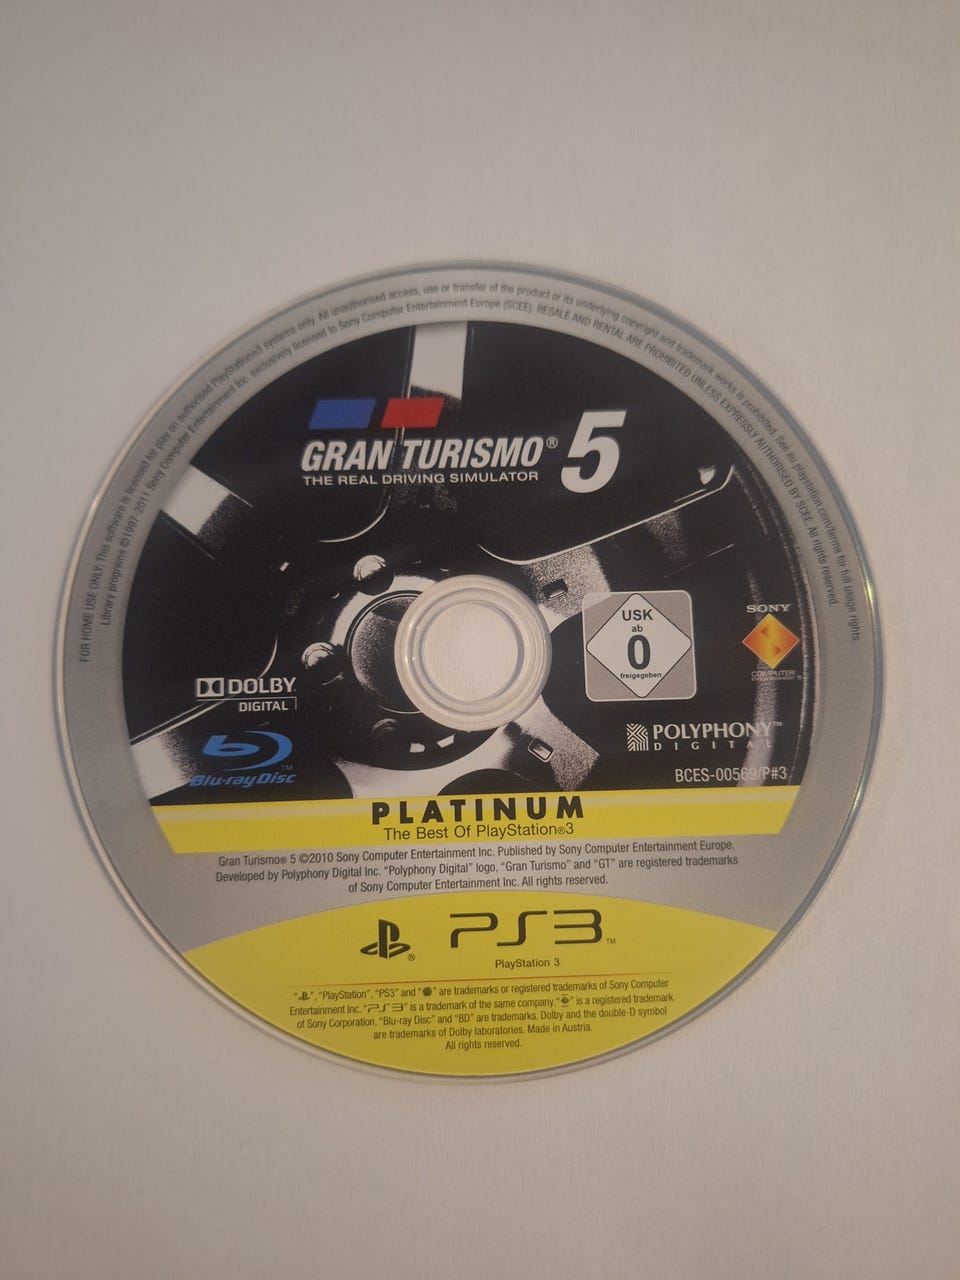 FOR HOME USE ONLY: This software is licensed for play on authorised PlayStation®3 systems only. All unauthorised access, use or transfer of the product or its underlying copyright and trademark works is prohibited. See eu.playstation.com/terms for full usage rights.
Library programs ©1997-2011 Sony Computer Entertainment Inc. exclusively licensed to Sony Computer Entertainment Europe (SCEE). RESALE AND RENTAL ARE PROHIBITED UNLESS EXPRESSLY AUTHORISED BY SCEE. All rights reserved.
GRAN TURISMO® 5
THE REAL DRIVING SIMULATOR
USK
ab
0
freigegeben
SONY
COMPUTER
ENTERTAINMENT®
DOLBY
DIGITAL
POLYPHONY™
DIGITAL
Blu-ray Disc™
BCES-00569/P#3
PLATINUM
The Best Of PlayStation®3
Gran Turismo® 5 ©2010 Sony Computer Entertainment Inc. Published by Sony Computer Entertainment Europe.
Developed by Polyphony Digital Inc. “Polyphony Digital” logo, “Gran Turismo” and “GT” are registered trademarks
of Sony Computer Entertainment Inc. All rights reserved.
PS3™
PlayStation 3
“ ”, “PlayStation”, “PS3” and “ ” are trademarks or registered trademarks of Sony Computer
Entertainment Inc. “PS3” is a trademark of the same company. “ ” is a registered trademark
of Sony Corporation. “Blu-ray Disc” and “BD” are trademarks. Dolby and the double-D symbol
are trademarks of Dolby laboratories. Made in Austria.
All rights reserved.